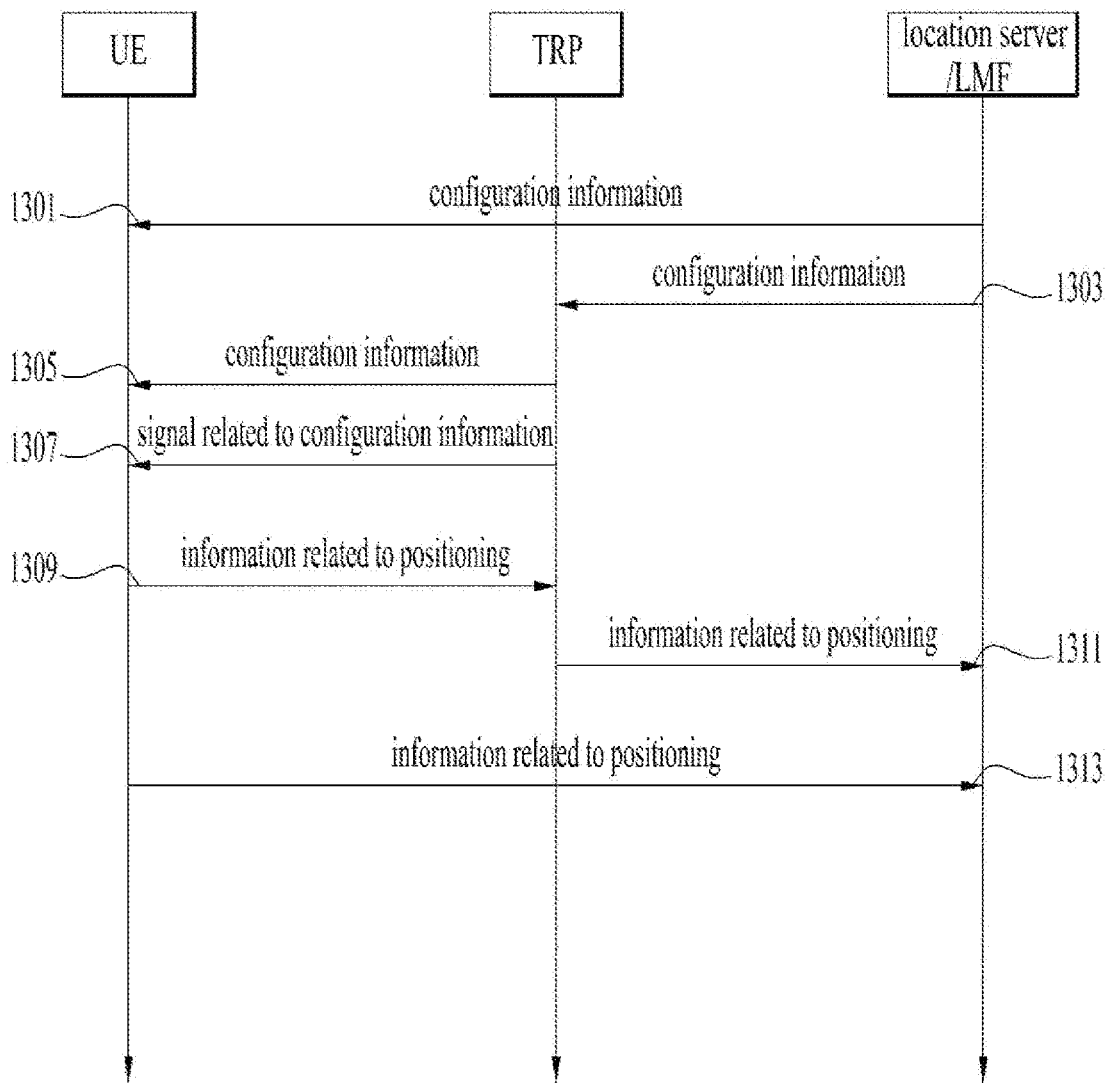 UE
TRP
location server
/LMF
configuration information
1301
configuration information
1303
configuration information
1305
signal related to configuration information
1307
information related to positioning
1309
information related to positioning
1311
information related to positioning
1313